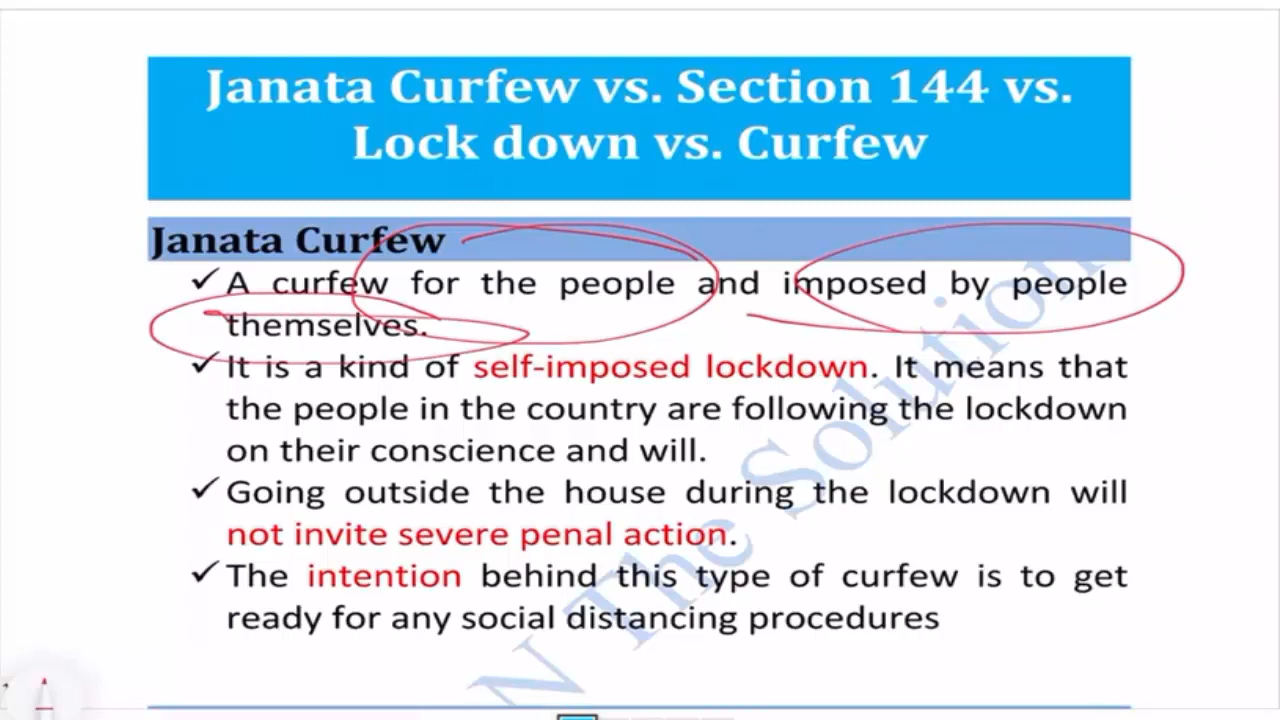 Janata Curfew vs. Section 144 vs.
Lock down vs. Curfew
Janata Curfew
✓ A curfew for the people and imposed by people
themselves.
✓ It is a kind of self-imposed lockdown. It means that
the people in the country are following the lockdown
on their conscience and will.
✓ Going outside the house during the lockdown will
not invite severe penal action.
✓ The intention behind this type of curfew is to get
ready for any social distancing procedures
N The Solution